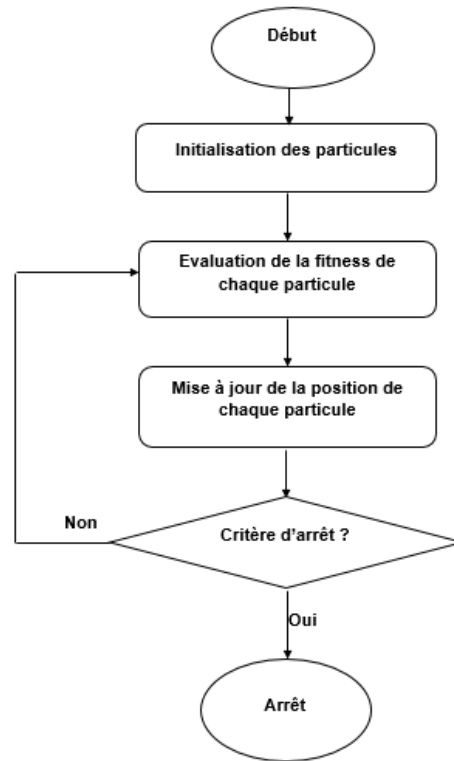 Début
Initialisation des particules
Evaluation de la fitness de
chaque particule
Mise à jour de la position de
chaque particule
Non
Critère d'arrêt ?
Oui
Arrêt